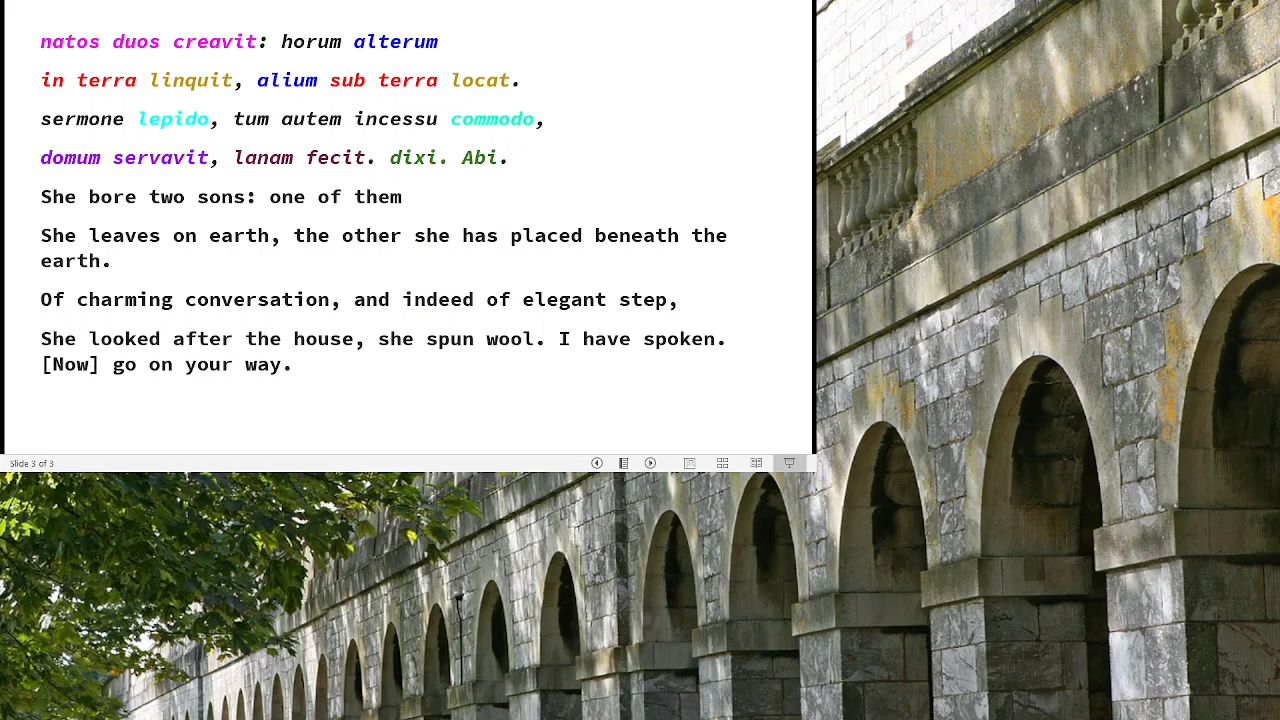 natos duos creavit: horum alterum
in terra linquit, alium sub terra locat.
sermone lepido, tum autem incessu commodo,
domum servavit, lanam fecit. dixi. Abi.
She bore two sons: one of them
She leaves on earth, the other she has placed beneath the
earth.
Of charming conversation, and indeed of elegant step,
She looked after the house, she spun wool. I have spoken.
[Now] go on your way.
Slide 3 of 3